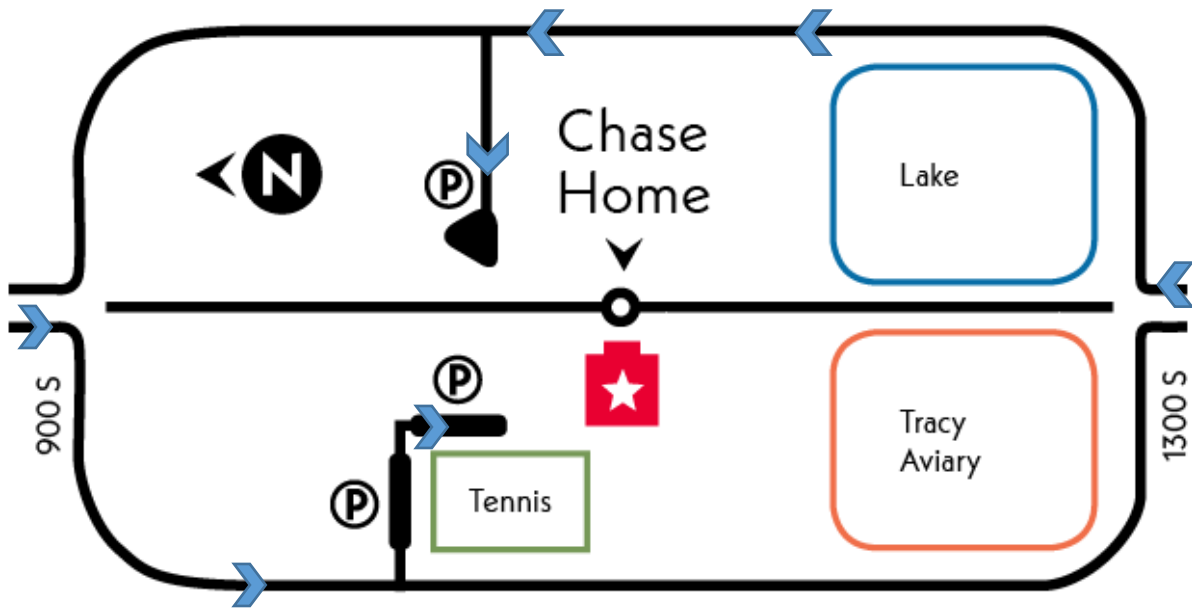 Chase
Home
N
P
Lake
900 S
P
P
Tennis
Tracy
Aviary
1300 S